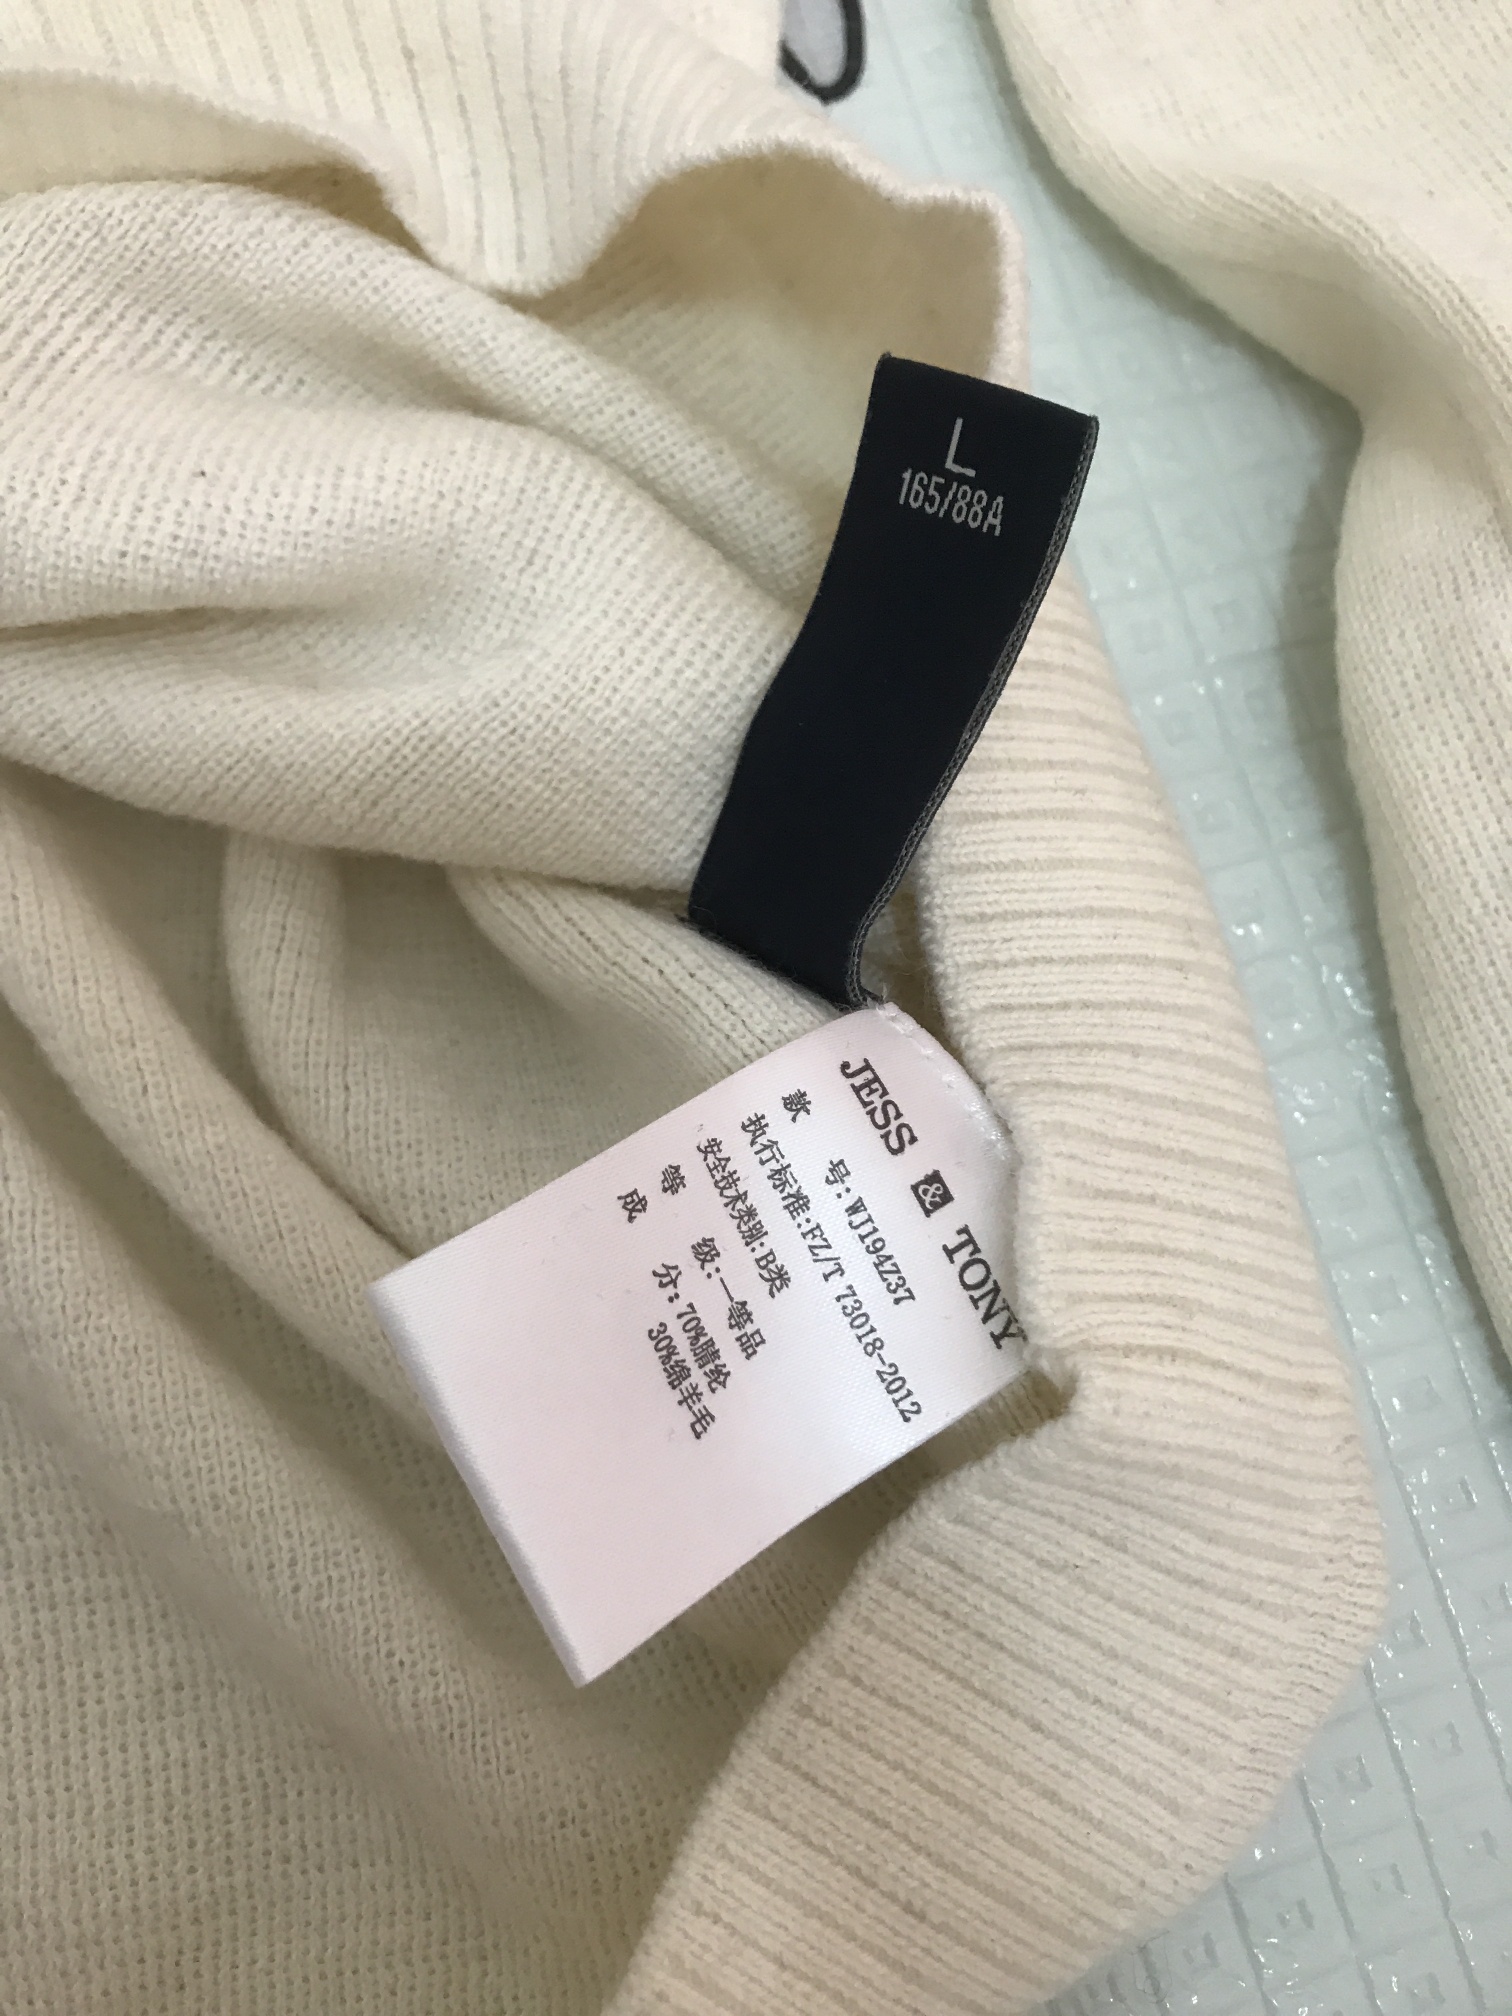 L
165/88A
JESS & TONY
款 号:WJ194Z37
执行标准:FZ/T 73018-2012
安全技术类别:B类
等 级:一等品
成 分:70%腈纶
30%绵羊毛